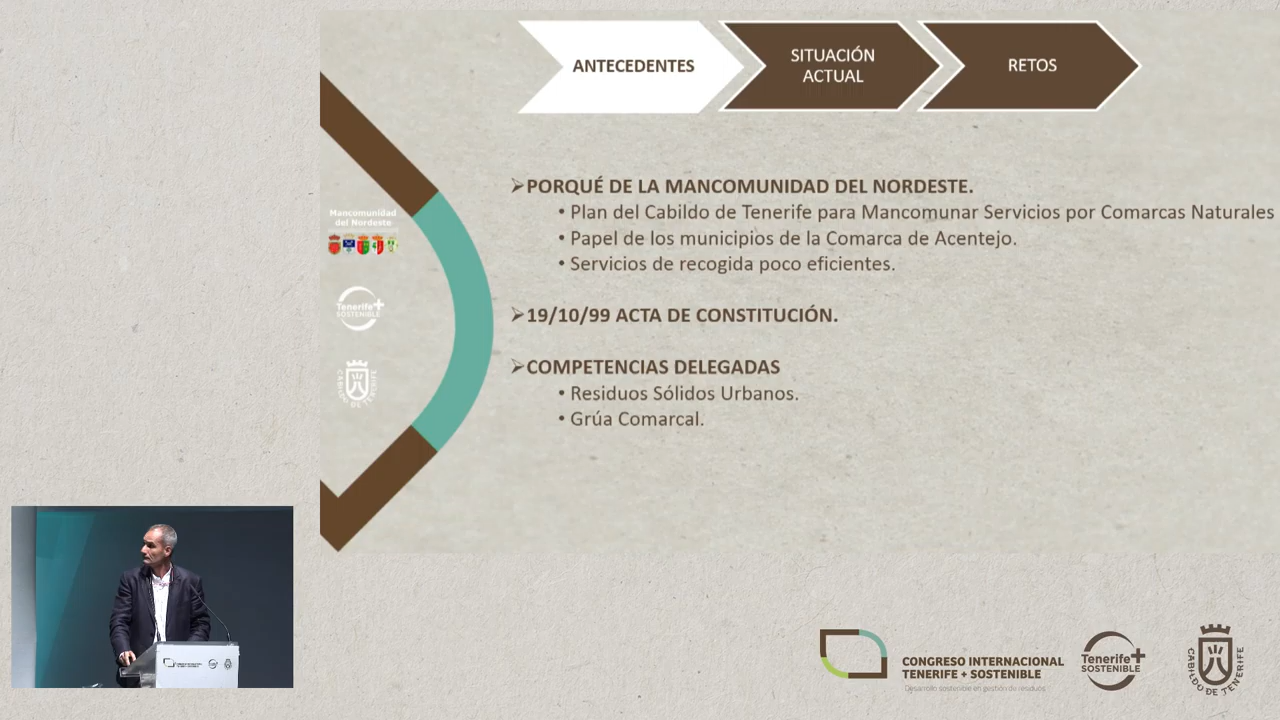 ANTECEDENTES
SITUACIÓN
ACTUAL
RETOS
➢PORQUÉ DE LA MANCOMUNIDAD DEL NORDESTE.
• Plan del Cabildo de Tenerife para Mancomunar Servicios por Comarcas Naturales
• Papel de los municipios de la Comarca de Acentejo.
• Servicios de recogida poco eficientes.
➢19/10/99 ACTA DE CONSTITUCIÓN.
➢COMPETENCIAS DELEGADAS
• Residuos Sólidos Urbanos.
• Grúa Comarcal.
Mancomunidad
del Nordeste
Tenerife+
SOSTENIBLE
CABILDO DE TENERIFE
CONGRESO INTERNACIONAL
TENERIFE + SOSTENIBLE
Desarrollo sostenible en gestión de residuos
Tenerife+
SOSTENIBLE
CABILDO DE TENERIFE